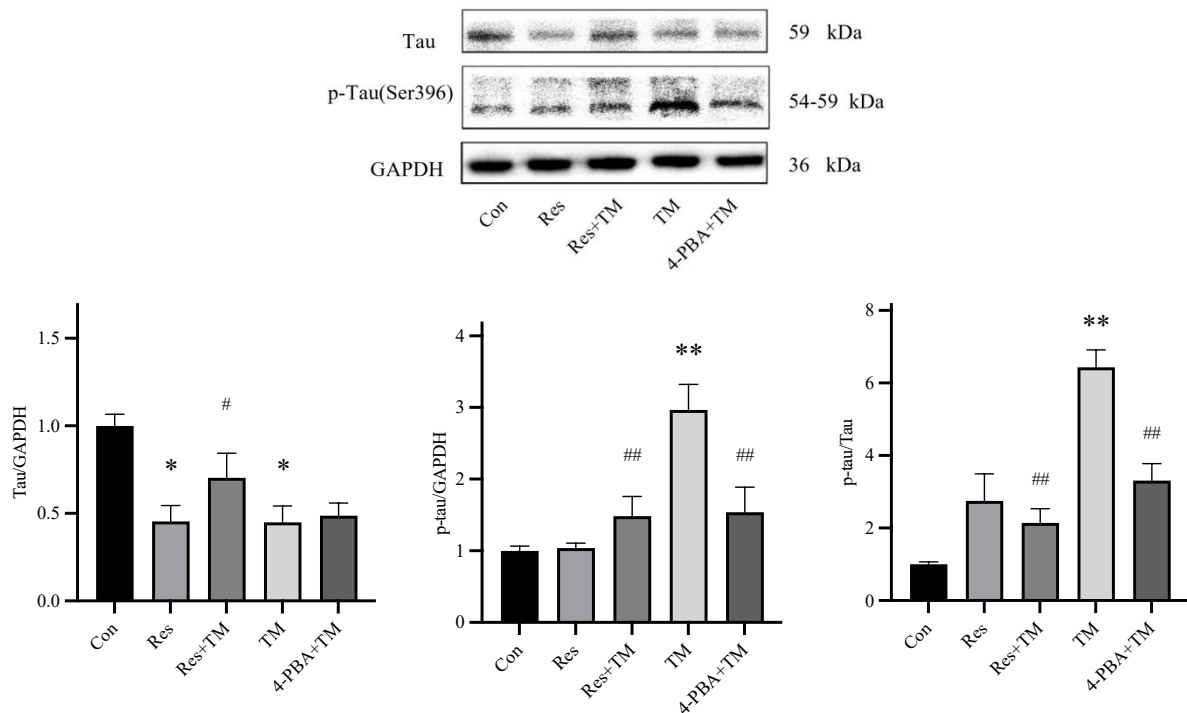 Tau 59 kDa
p-Tau(Ser396) 54-59 kDa
GAPDH 36 kDa
Con Res Res+TM TM 4-PBA+TM
Tau/GAPDH
1.5
1.0
0.5
0.0
#
* *
Con Res Res+TM TM 4-PBA+TM
p-tau/GAPDH
4
3
2
1
0
**
## ##
Con Res Res+TM TM 4-PBA+TM
p-tau/Tau
8
6
4
2
0
**
##
##
Con Res Res+TM TM 4-PBA+TM